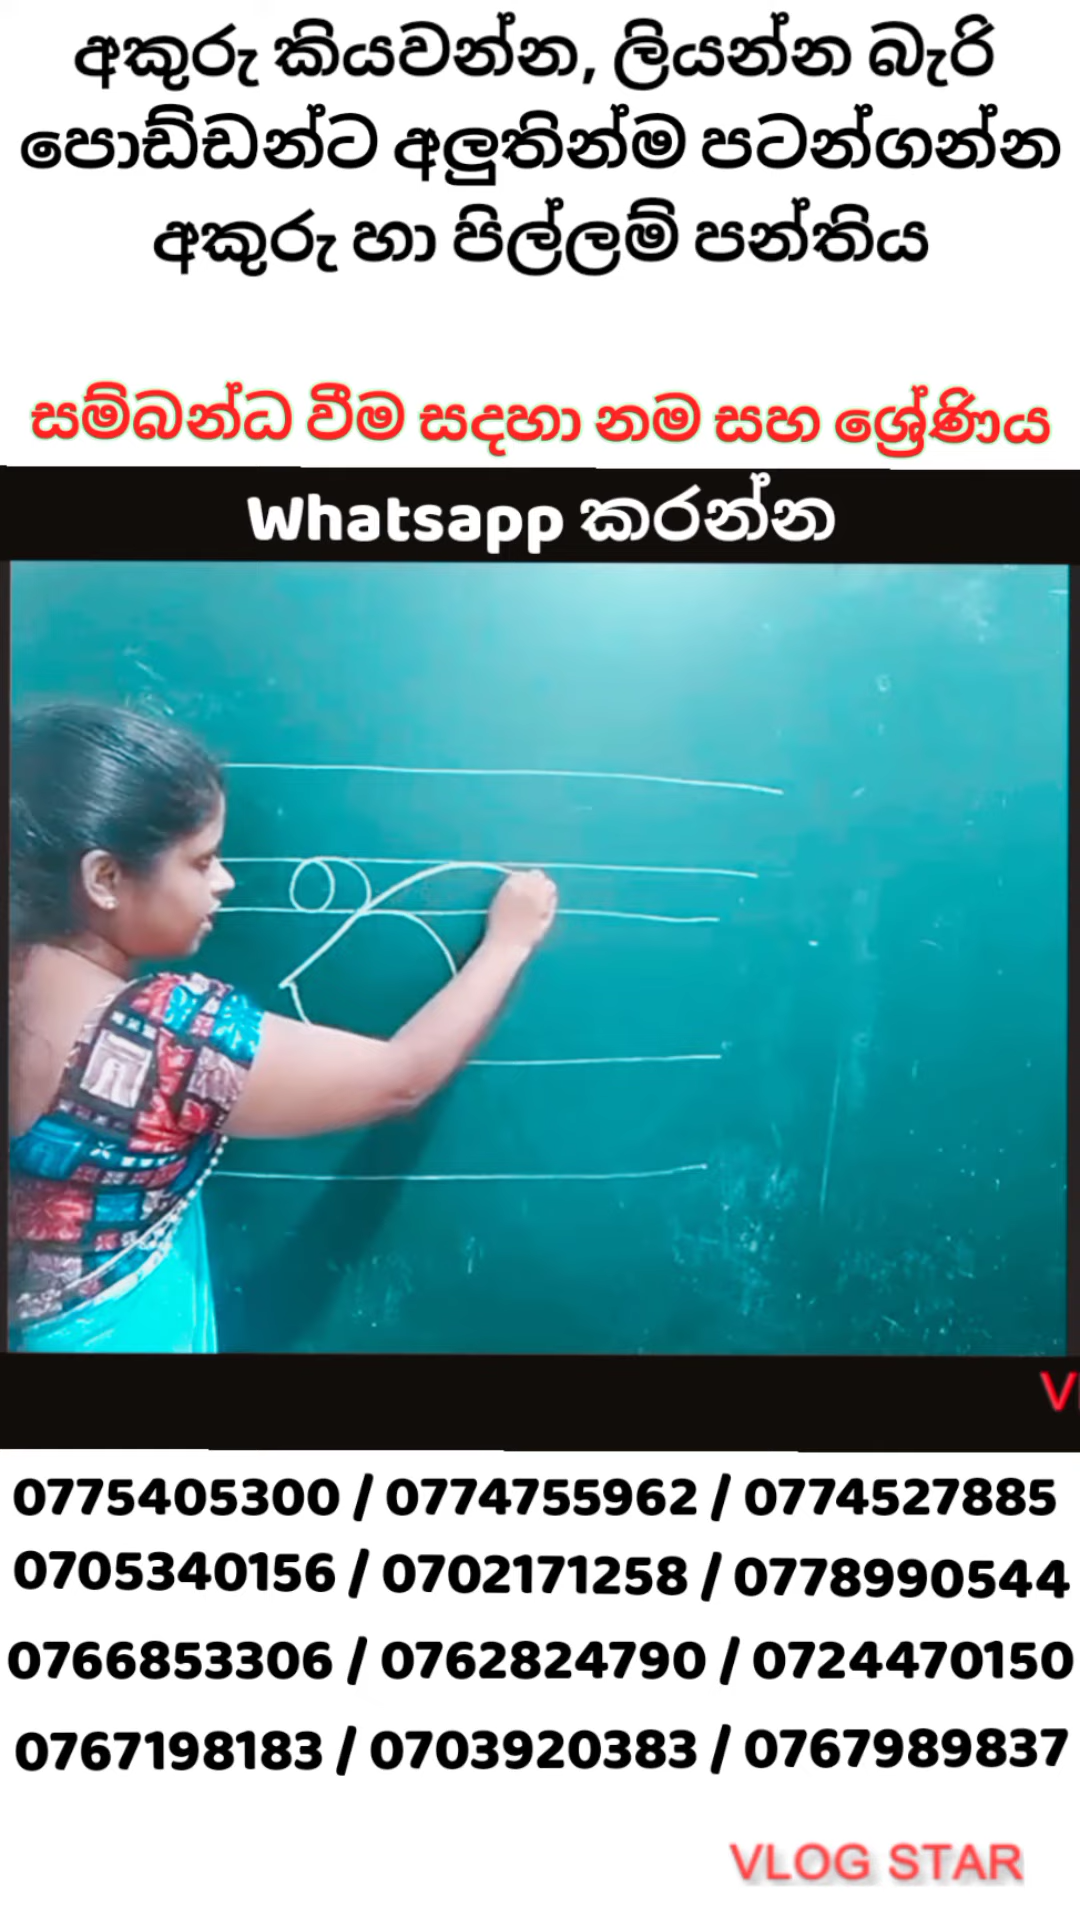 අකුරු කියවන්න, ලියන්න බැරි
පොඩ්ඩන්ට අලුතින්ම පටන්ගන්න
අකුරු හා පිල්ලම් පන්තිය
සම්බන්ධ වීම සදහා නම සහ ශ්‍රේණිය
Whatsapp කරන්න
0775405300 / 0774755962 / 0774527885
0705340156 / 0702171258 / 0778990544
0766853306 / 0762824790 / 0724470150
0767198183 / 0703920383 / 0767989837
VLOG STAR